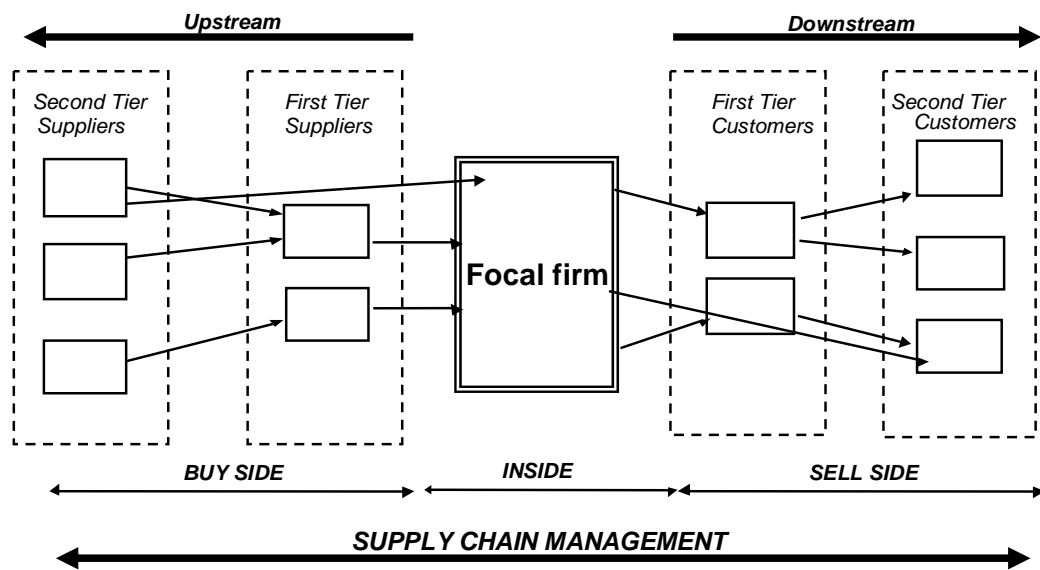 Upstream
Downstream
Second Tier
Suppliers
First Tier
Suppliers
First Tier
Customers
Second Tier
Customers
Focal firm
BUY SIDE
INSIDE
SELL SIDE
SUPPLY CHAIN MANAGEMENT